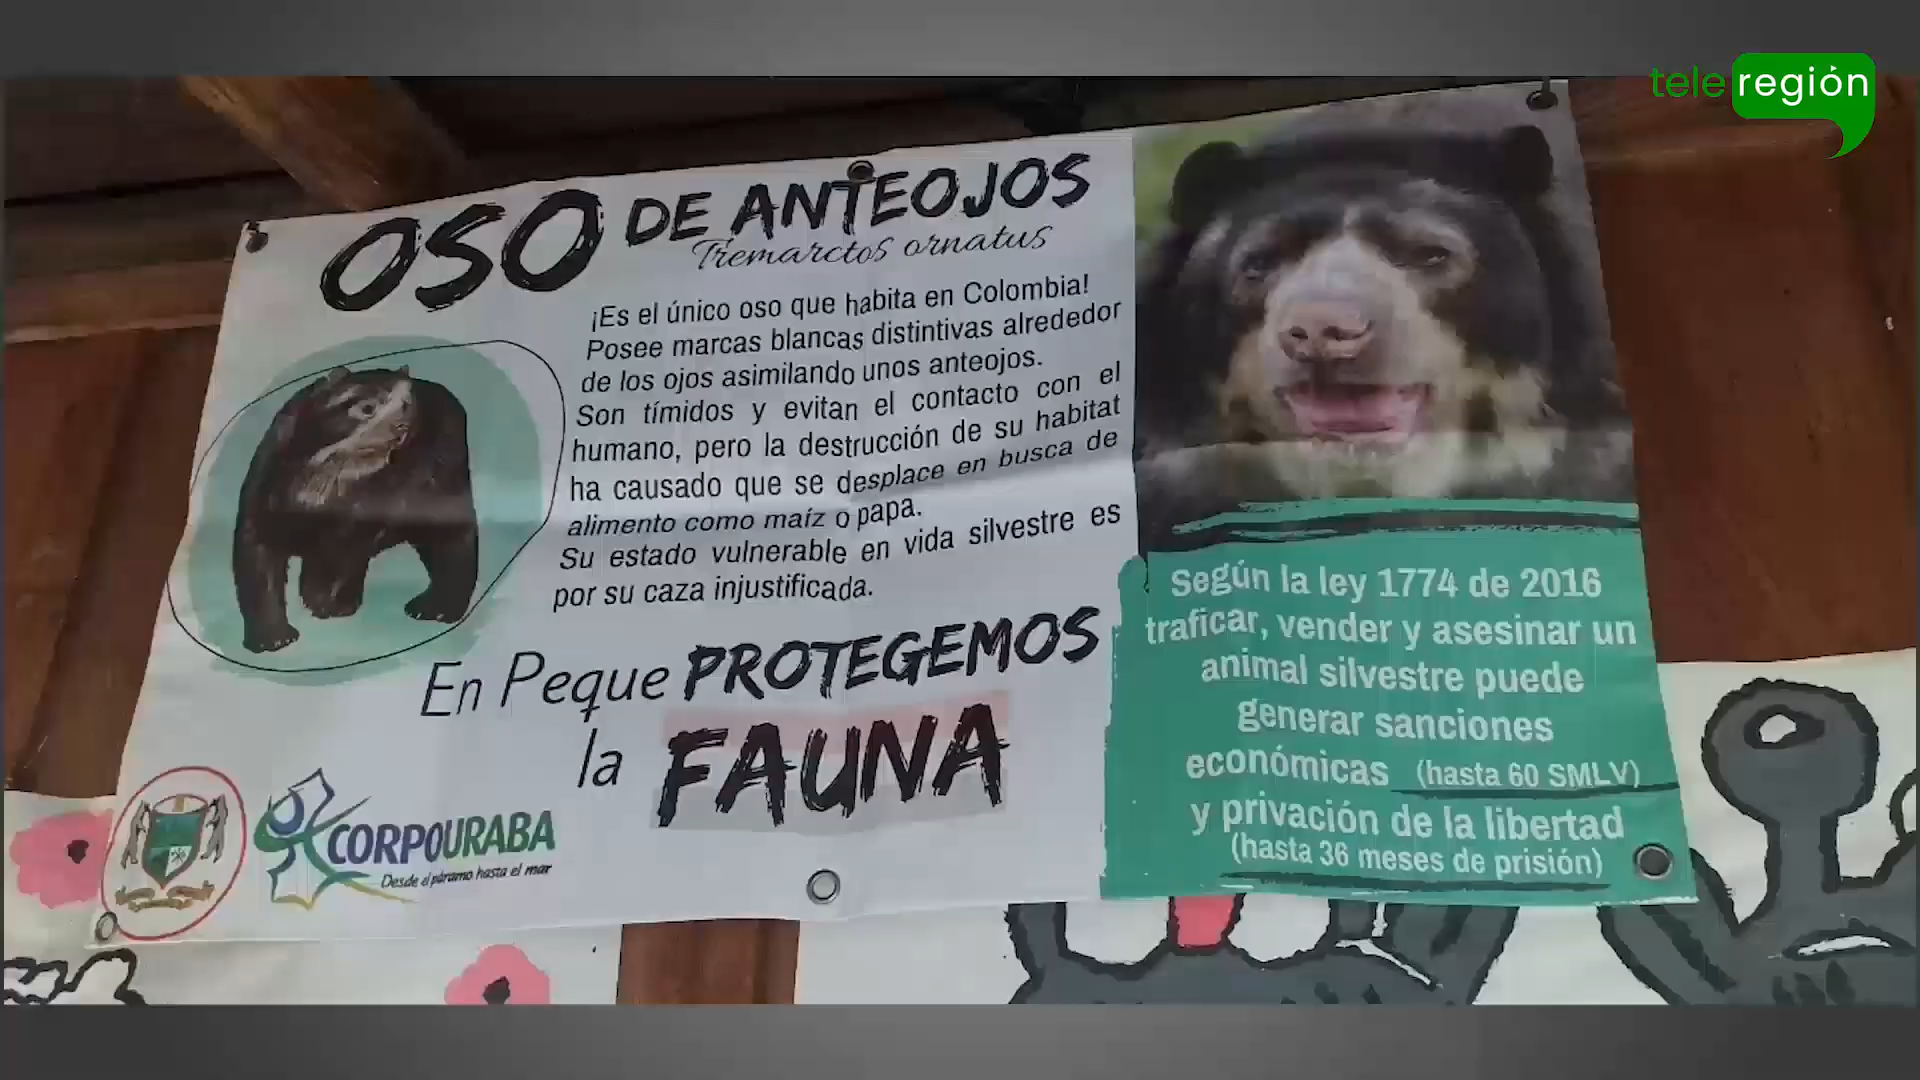 tele región
OSO DE ANTEOJOS
Tremarctos ornatus
¡Es el único oso que habita en Colombia!
Posee marcas blancas distintivas alrededor
de los ojos asimilando unos anteojos.
Son tímidos y evitan el contacto con el
humano, pero la destrucción de su habitat
ha causado que se desplace en busca de
alimento como maíz o papa.
Su estado vulnerable en vida silvestre es
por su caza injustificada.
En Peque PROTEGEMOS
la FAUNA
CORPOURABA
Desde el páramo hasta el mar
Según la ley 1774 de 2016
traficar, vender y asesinar un
animal silvestre puede
generar sanciones
económicas (hasta 60 SMLV)
y privación de la libertad
(hasta 36 meses de prisión)